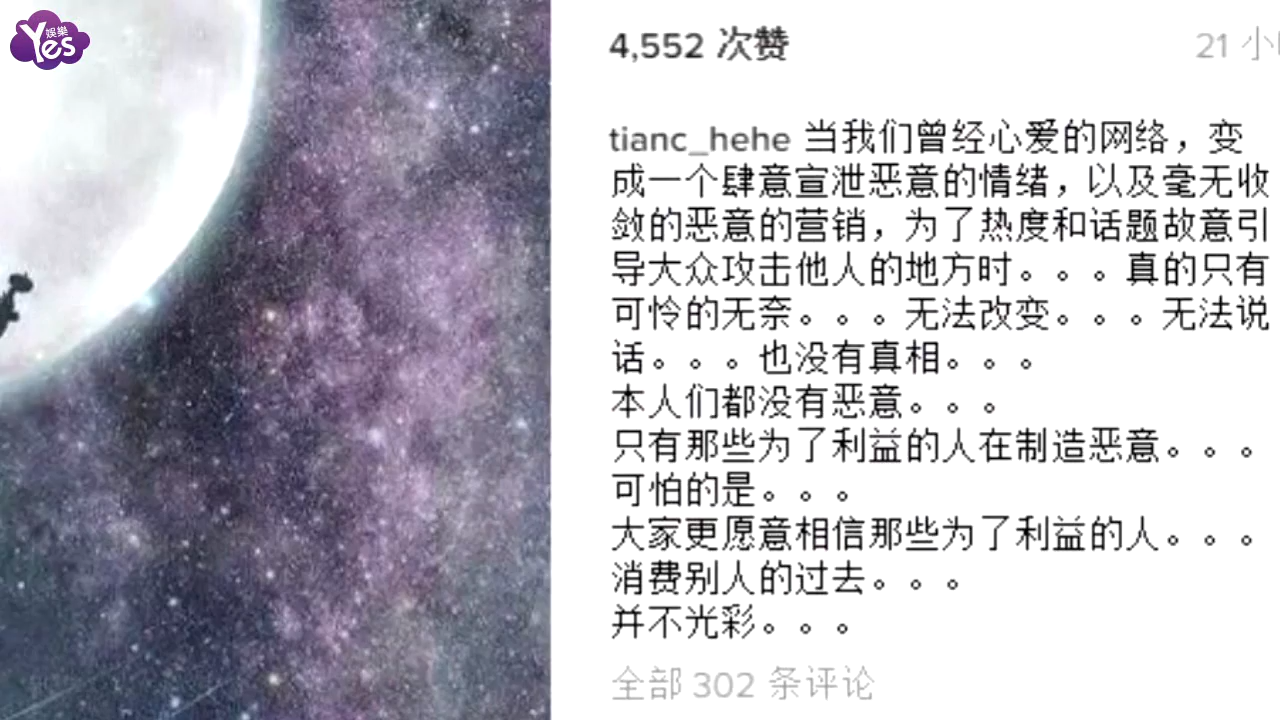 Yes娛樂
4,552 次赞
21 小
tianc_hehe 当我们曾经心爱的网络，变
成一个肆意宣泄恶意的情绪，以及毫无收
敛的恶意的营销，为了热度和话题故意引
导大众攻击他人的地方时。。。真的只有
可怜的无奈。。。无法改变。。。无法说
话。。。也没有真相。。。
本人们都没有恶意。。。
只有那些为了利益的人在制造恶意。。。
可怕的是。。。
大家更愿意相信那些为了利益的人。。。
消费别人的过去。。。
并不光彩。。。
全部 302 条评论